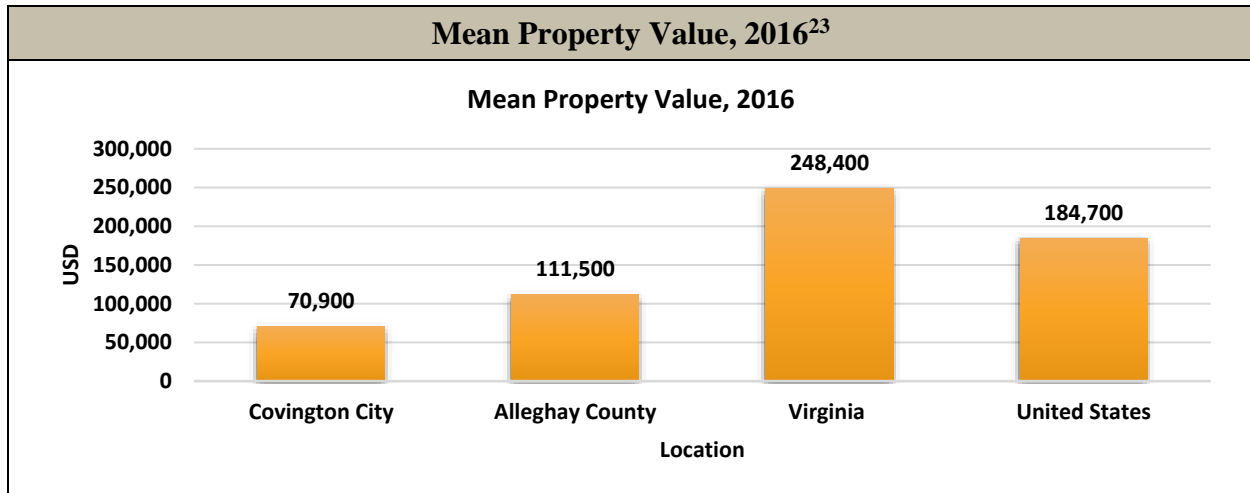 Mean Property Value, 2016²³
Mean Property Value, 2016
300,000
250,000
200,000
150,000
100,000
50,000
0
USD
70,900
111,500
248,400
184,700
Covington City
Alleghay County
Virginia
United States
Location